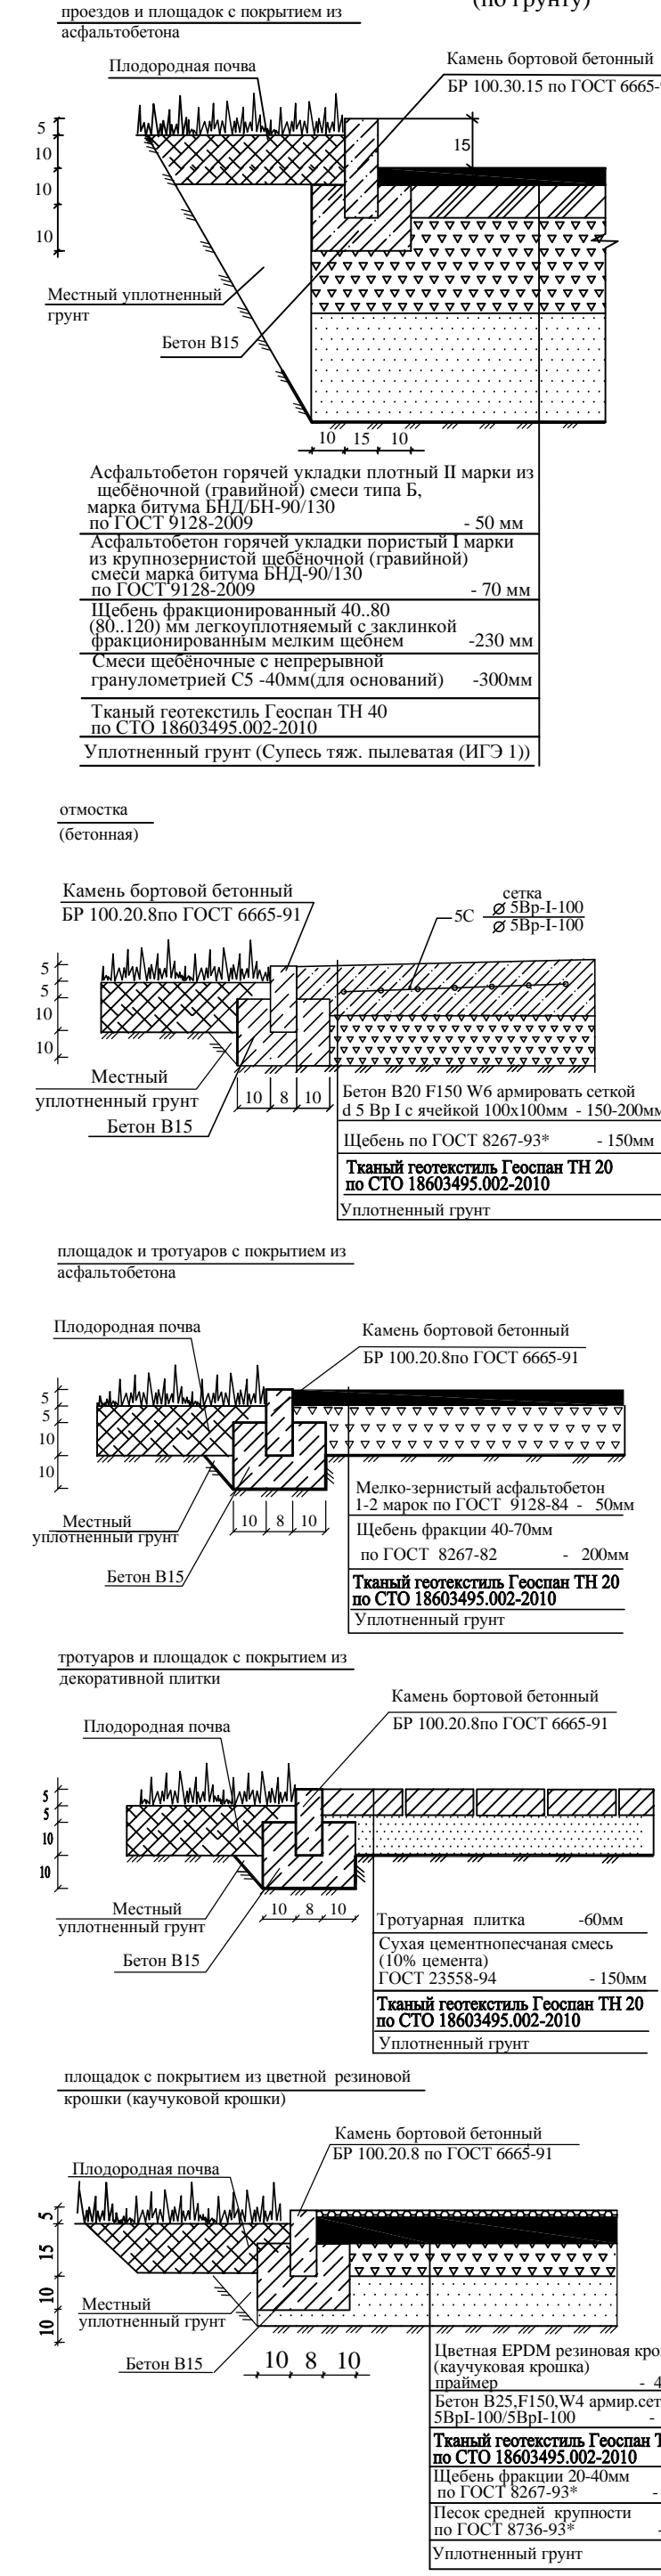 (по грунту)
проездов и площадок с покрытием из
асфальтобетона
Плодородная почва
Камень бортовой бетонный
БР 100.30.15 по ГОСТ 6665-
5
10
10
10
15
Местный уплотненный
грунт
Бетон В15
10 15 10
Асфальтобетон горячей укладки плотный II марки из
щебёночной (гравийной) смеси типа Б,
марка битума БНД/БН-90/130
по ГОСТ 9128-2009 - 50 мм
Асфальтобетон горячей укладки пористый I марки
из крупнозернистой щебёночной (гравийной)
смеси марка битума БНД-90/130
по ГОСТ 9128-2009 - 70 мм
Щебень фракционированный 40..80
(80..120) мм легкоуплотняемый с заклинкой
фракционированным мелким щебнем -230 мм
Смеси щебёночные с непрерывной
гранулометрией С5 -40мм(для оснований) -300мм
Тканый геотекстиль Геоспан ТН 40
по СТО 18603495.002-2010
Уплотненный грунт (Супесь тяж. пылеватая (ИГЭ 1))
отмостка
(бетонная)
Камень бортовой бетонный
БР 100.20.8по ГОСТ 6665-91
сетка
5С ⌀ 5Вр-I-100
⌀ 5Вр-I-100
5
5
10
10
Местный
уплотненный грунт
Бетон В15
10 8 10
Бетон В20 F150 W6 армировать сеткой
d 5 Вр I с ячейкой 100х100мм - 150-200мм
Щебень по ГОСТ 8267-93* - 150мм
Тканый геотекстиль Геоспан ТН 20
по СТО 18603495.002-2010
Уплотненный грунт
площадок и тротуаров с покрытием из
асфальтобетона
Плодородная почва
Камень бортовой бетонный
БР 100.20.8по ГОСТ 6665-91
5
5
10
10
Местный
уплотненный грунт
Бетон В15
10 8 10
Мелко-зернистый асфальтобетон
1-2 марок по ГОСТ 9128-84 - 50мм
Щебень фракции 40-70мм
по ГОСТ 8267-82 - 200мм
Тканый геотекстиль Геоспан ТН 20
по СТО 18603495.002-2010
Уплотненный грунт
тротуаров и площадок с покрытием из
декоративной плитки
Камень бортовой бетонный
БР 100.20.8по ГОСТ 6665-91
Плодородная почва
5
5
10
10
Местный
уплотненный грунт
Бетон В15
10 8 10
Тротуарная плитка -60мм
Сухая цементнопесчаная смесь
(10% цемента)
ГОСТ 23558-94 - 150мм
Тканый геотекстиль Геоспан ТН 20
по СТО 18603495.002-2010
Уплотненный грунт
площадок с покрытием из цветной резиновой
крошки (каучуковой крошки)
Камень бортовой бетонный
БР 100.20.8 по ГОСТ 6665-91
Плодородная почва
5
15
10
10
Местный
уплотненный грунт
Бетон В15
10 8 10
Цветная EPDM резиновая кро
(каучуковая крошка)
праймер - 4
Бетон В25,F150,W4 армир.сет
5ВрI-100/5ВрI-100 -
Тканый геотекстиль Геоспан Т
по СТО 18603495.002-2010
Щебень фракции 20-40мм
по ГОСТ 8267-93* -
Песок средней крупности
по ГОСТ 8736-93* -
Уплотненный грунт